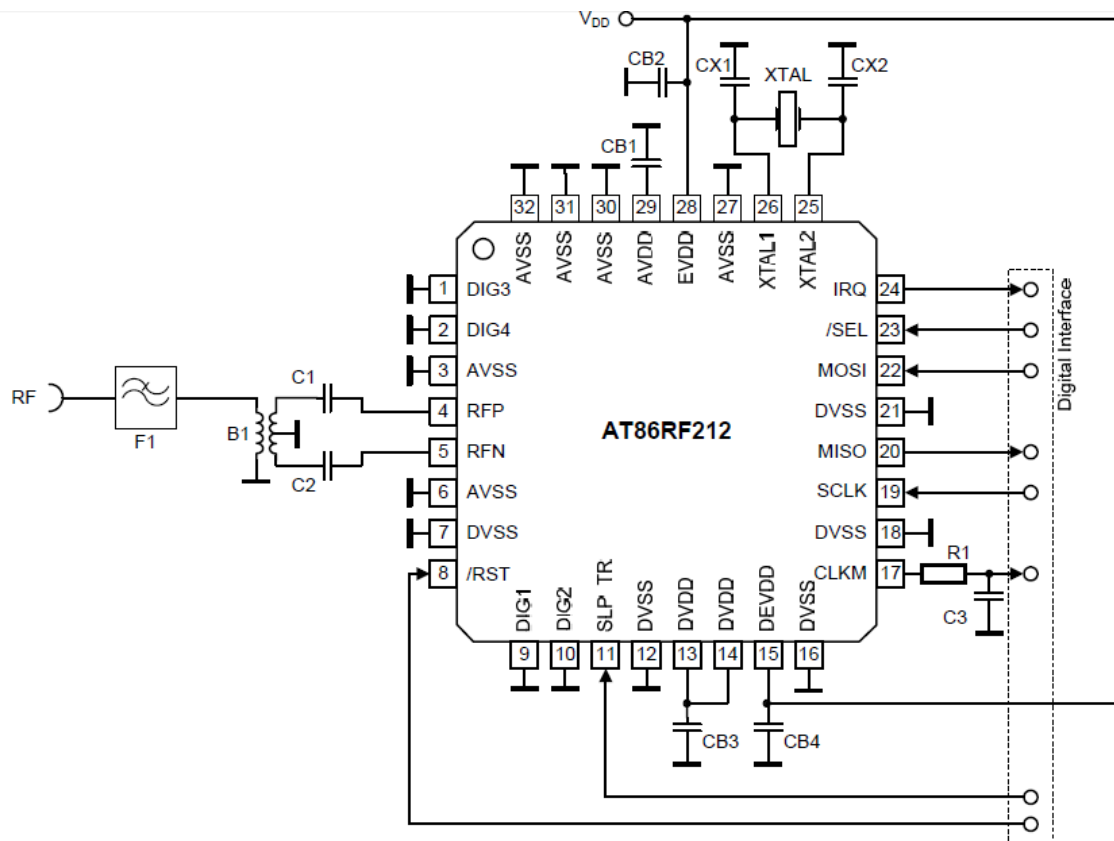 VDD
CB2
CX1
XTAL
CX2
CB1
32
31
30
29
28
27
26
25
AVSS
AVSS
AVSS
AVDD
EVDD
AVSS
XTAL1
XTAL2
1 DIG3
2 DIG4
3 AVSS
4 RFP
5 RFN
6 AVSS
7 DVSS
8 /RST
IRQ 24
/SEL 23
MOSI 22
DVSS 21
MISO 20
SCLK 19
DVSS 18
CLKM 17
AT86RF212
RF
F1
B1
C1
C2
R1
C3
Digital Interface
DIG1
DIG2
SLP TR
DVSS
DVDD
DVDD
DEVDD
DVSS
9
10
11
12
13
14
15
16
CB3
CB4